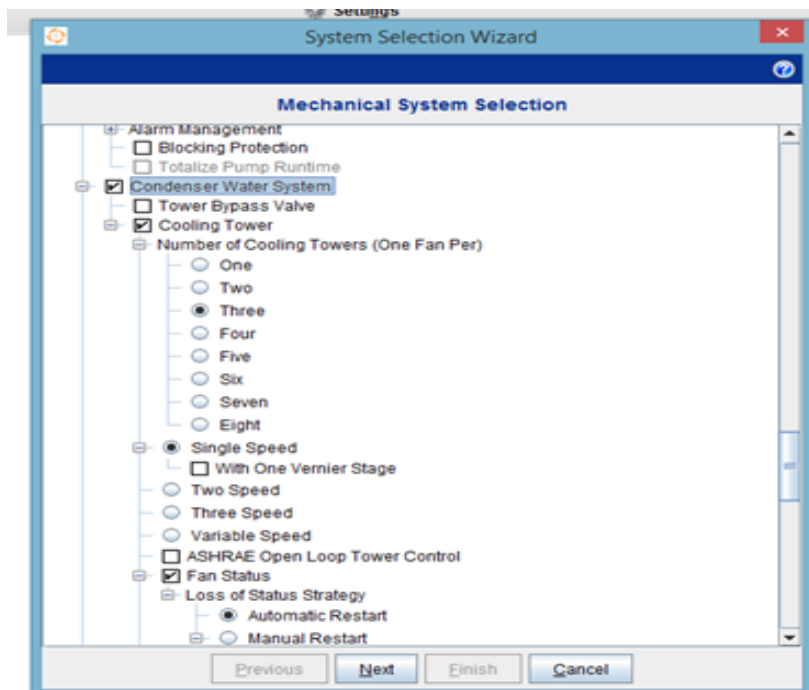 Settings
System Selection Wizard
Mechanical System Selection
Alarm Management
Blocking Protection
Totalize Pump Runtime
Condenser Water System
Tower Bypass Valve
Cooling Tower
Number of Cooling Towers (One Fan Per)
One
Two
Three
Four
Five
Six
Seven
Eight
Single Speed
With One Vernier Stage
Two Speed
Three Speed
Variable Speed
ASHRAE Open Loop Tower Control
Fan Status
Loss of Status Strategy
Automatic Restart
Manual Restart
Previous Next Finish Cancel